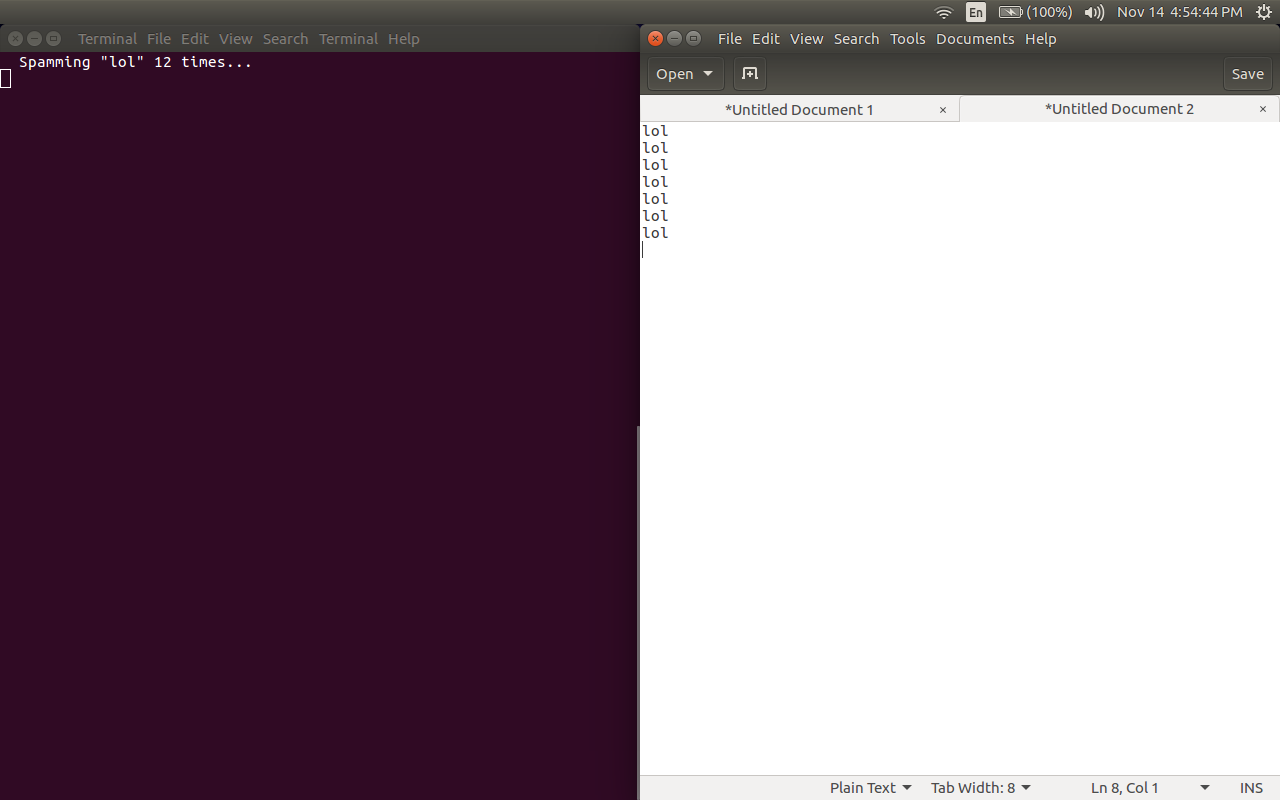 En (100%) Nov 14 4:54:44 PM
Terminal File Edit View Search Terminal Help
Spamming "lol" 12 times...
File Edit View Search Tools Documents Help
Open Save
*Untitled Document 1 × *Untitled Document 2 ×
lol
lol
lol
lol
lol
lol
lol
Plain Text Tab Width: 8 Ln 8, Col 1 INS